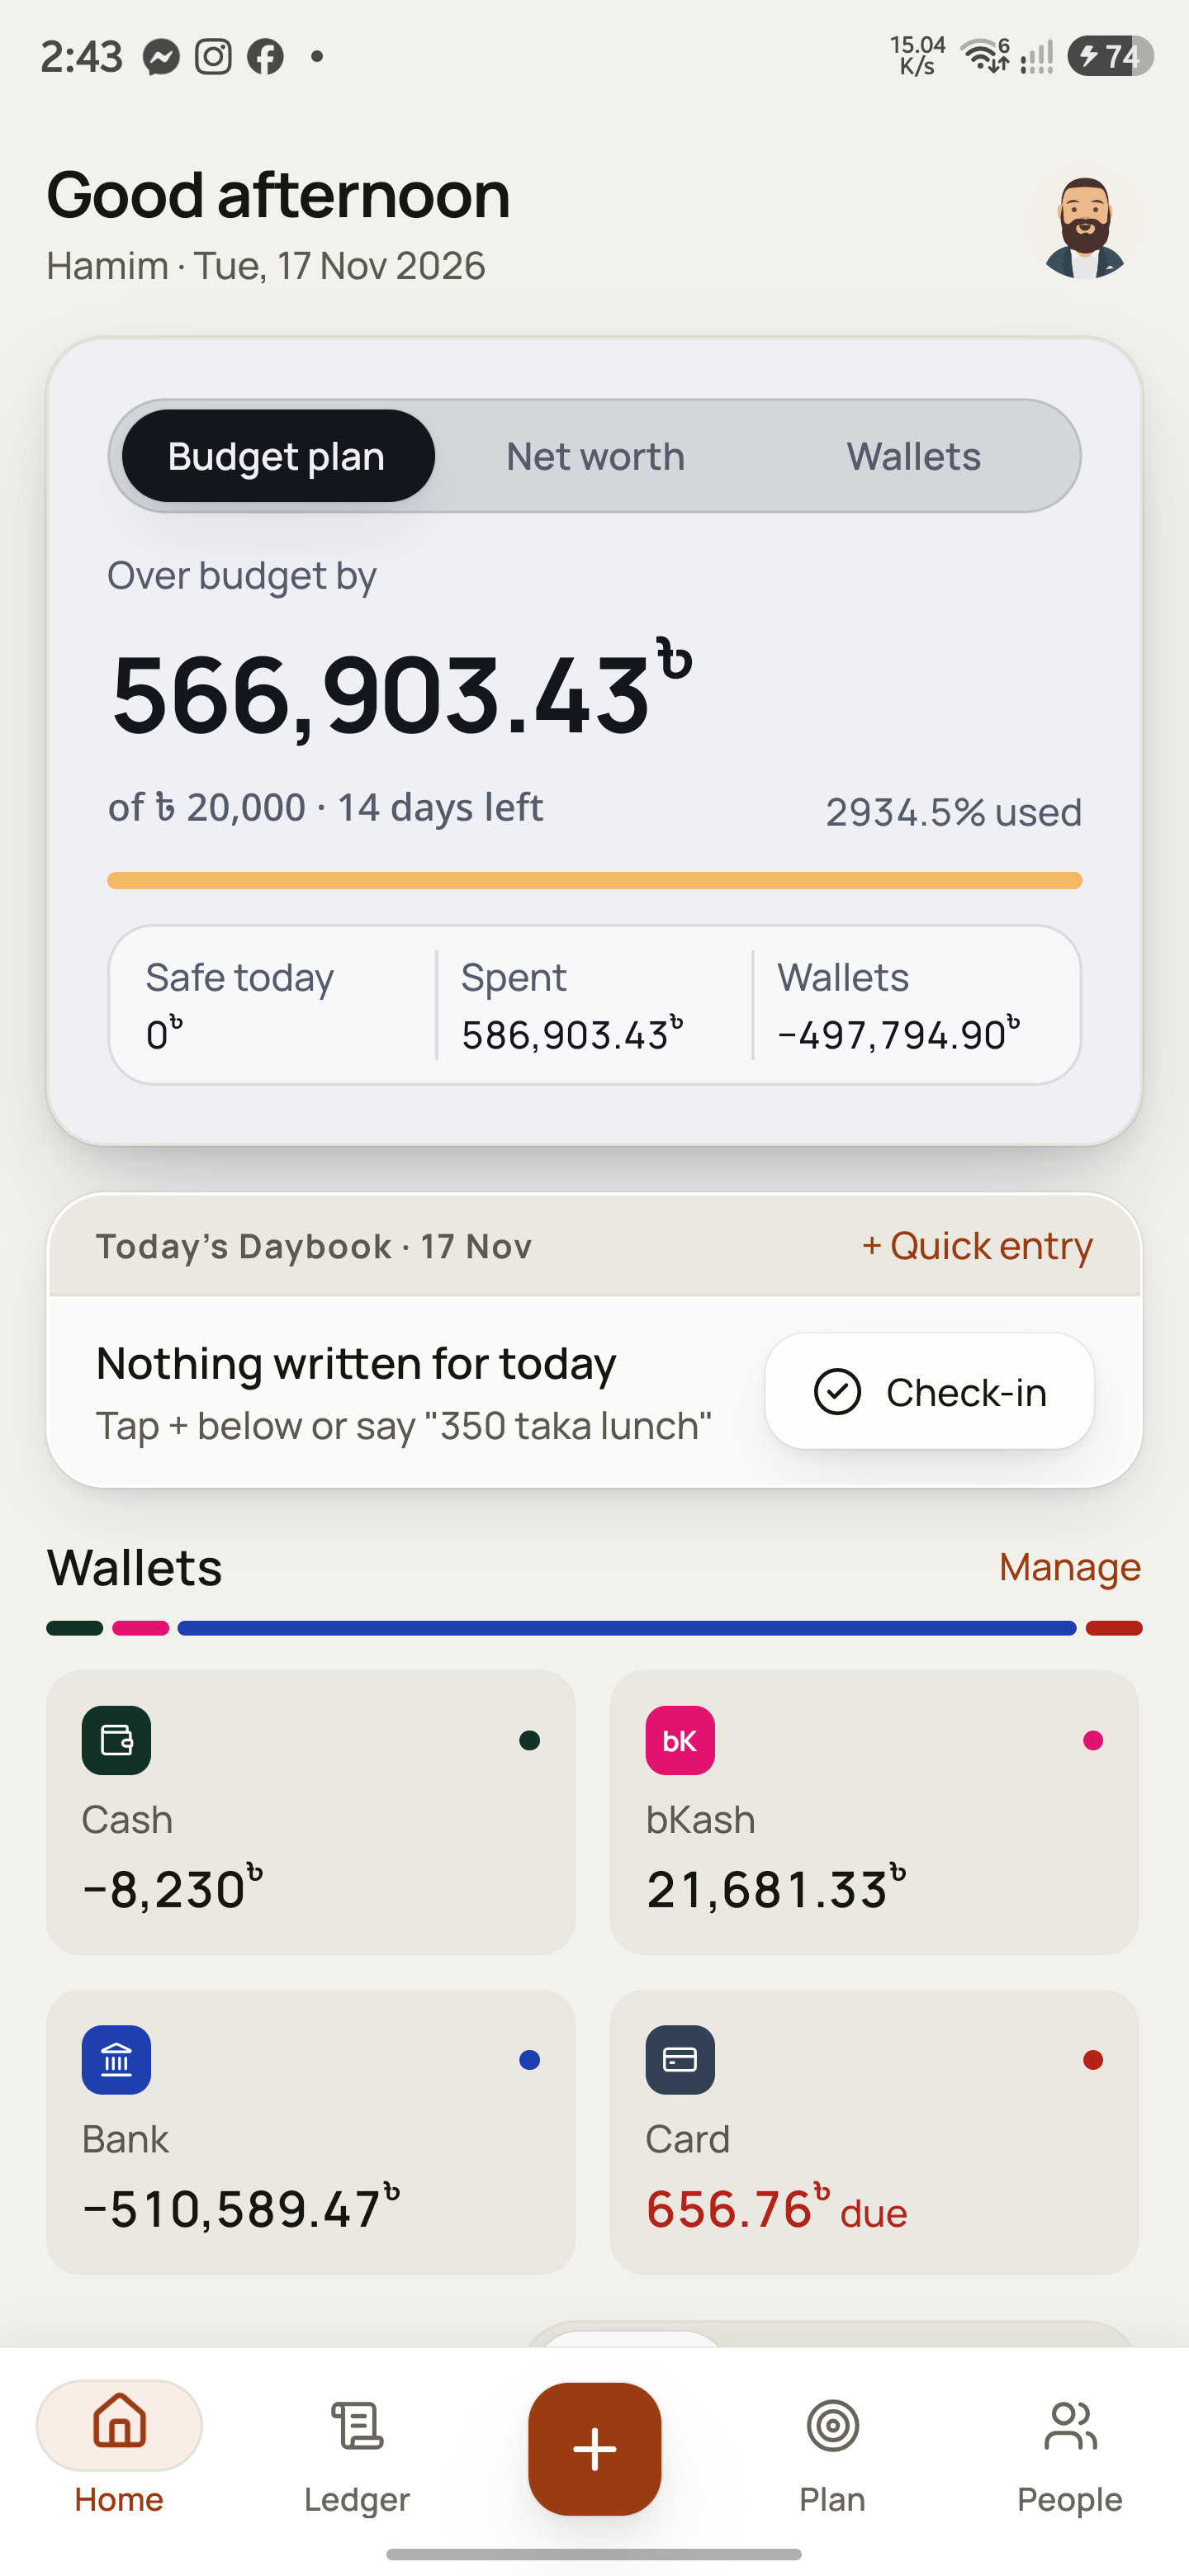 2:43
15.04
K/s
6
74
Good afternoon
Hamim · Tue, 17 Nov 2026
Budget plan
Net worth
Wallets
Over budget by
566,903.43৳
of ৳ 20,000 · 14 days left
2934.5% used
Safe today
Spent
Wallets
0৳
586,903.43৳
−497,794.90৳
Today's Daybook · 17 Nov
+ Quick entry
Nothing written for today
Tap + below or say "350 taka lunch"
Check-in
Wallets
Manage
bK
Cash
bKash
−8,230৳
21,681.33৳
Bank
Card
−510,589.47৳
656.76৳ due
Home
Ledger
Plan
People